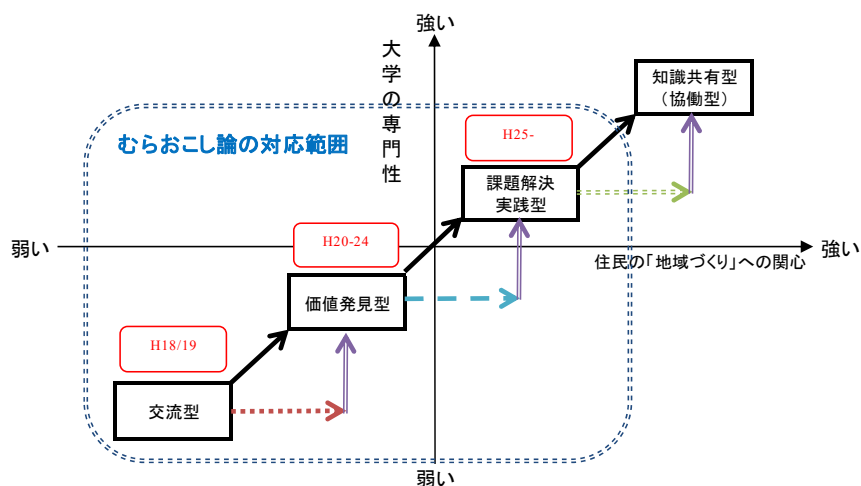 強い
大学の専門性
知識共有型
（協働型）
むらおこし論の対応範囲
H25-
課題解決
実践型
H20-24
弱い
強い
住民の「地域づくり」への関心
価値発見型
H18/19
交流型
弱い